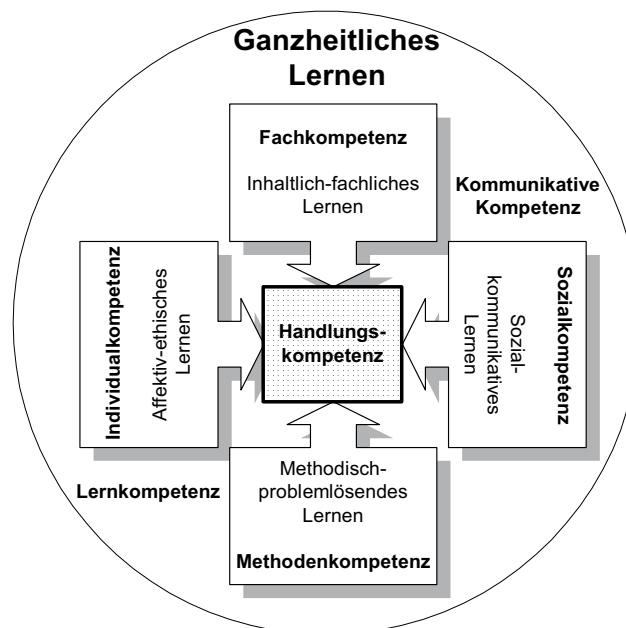 Ganzheitliches
Lernen
Fachkompetenz
Inhaltlich-fachliches
Lernen
Kommunikative
Kompetenz
Individualkompetenz
Affektiv-ethisches
Lernen
Handlungs-
kompetenz
Sozialkompetenz
Sozial-
kommunikatives
Lernen
Lernkompetenz
Methodisch-
problemlösendes
Lernen
Methodenkompetenz